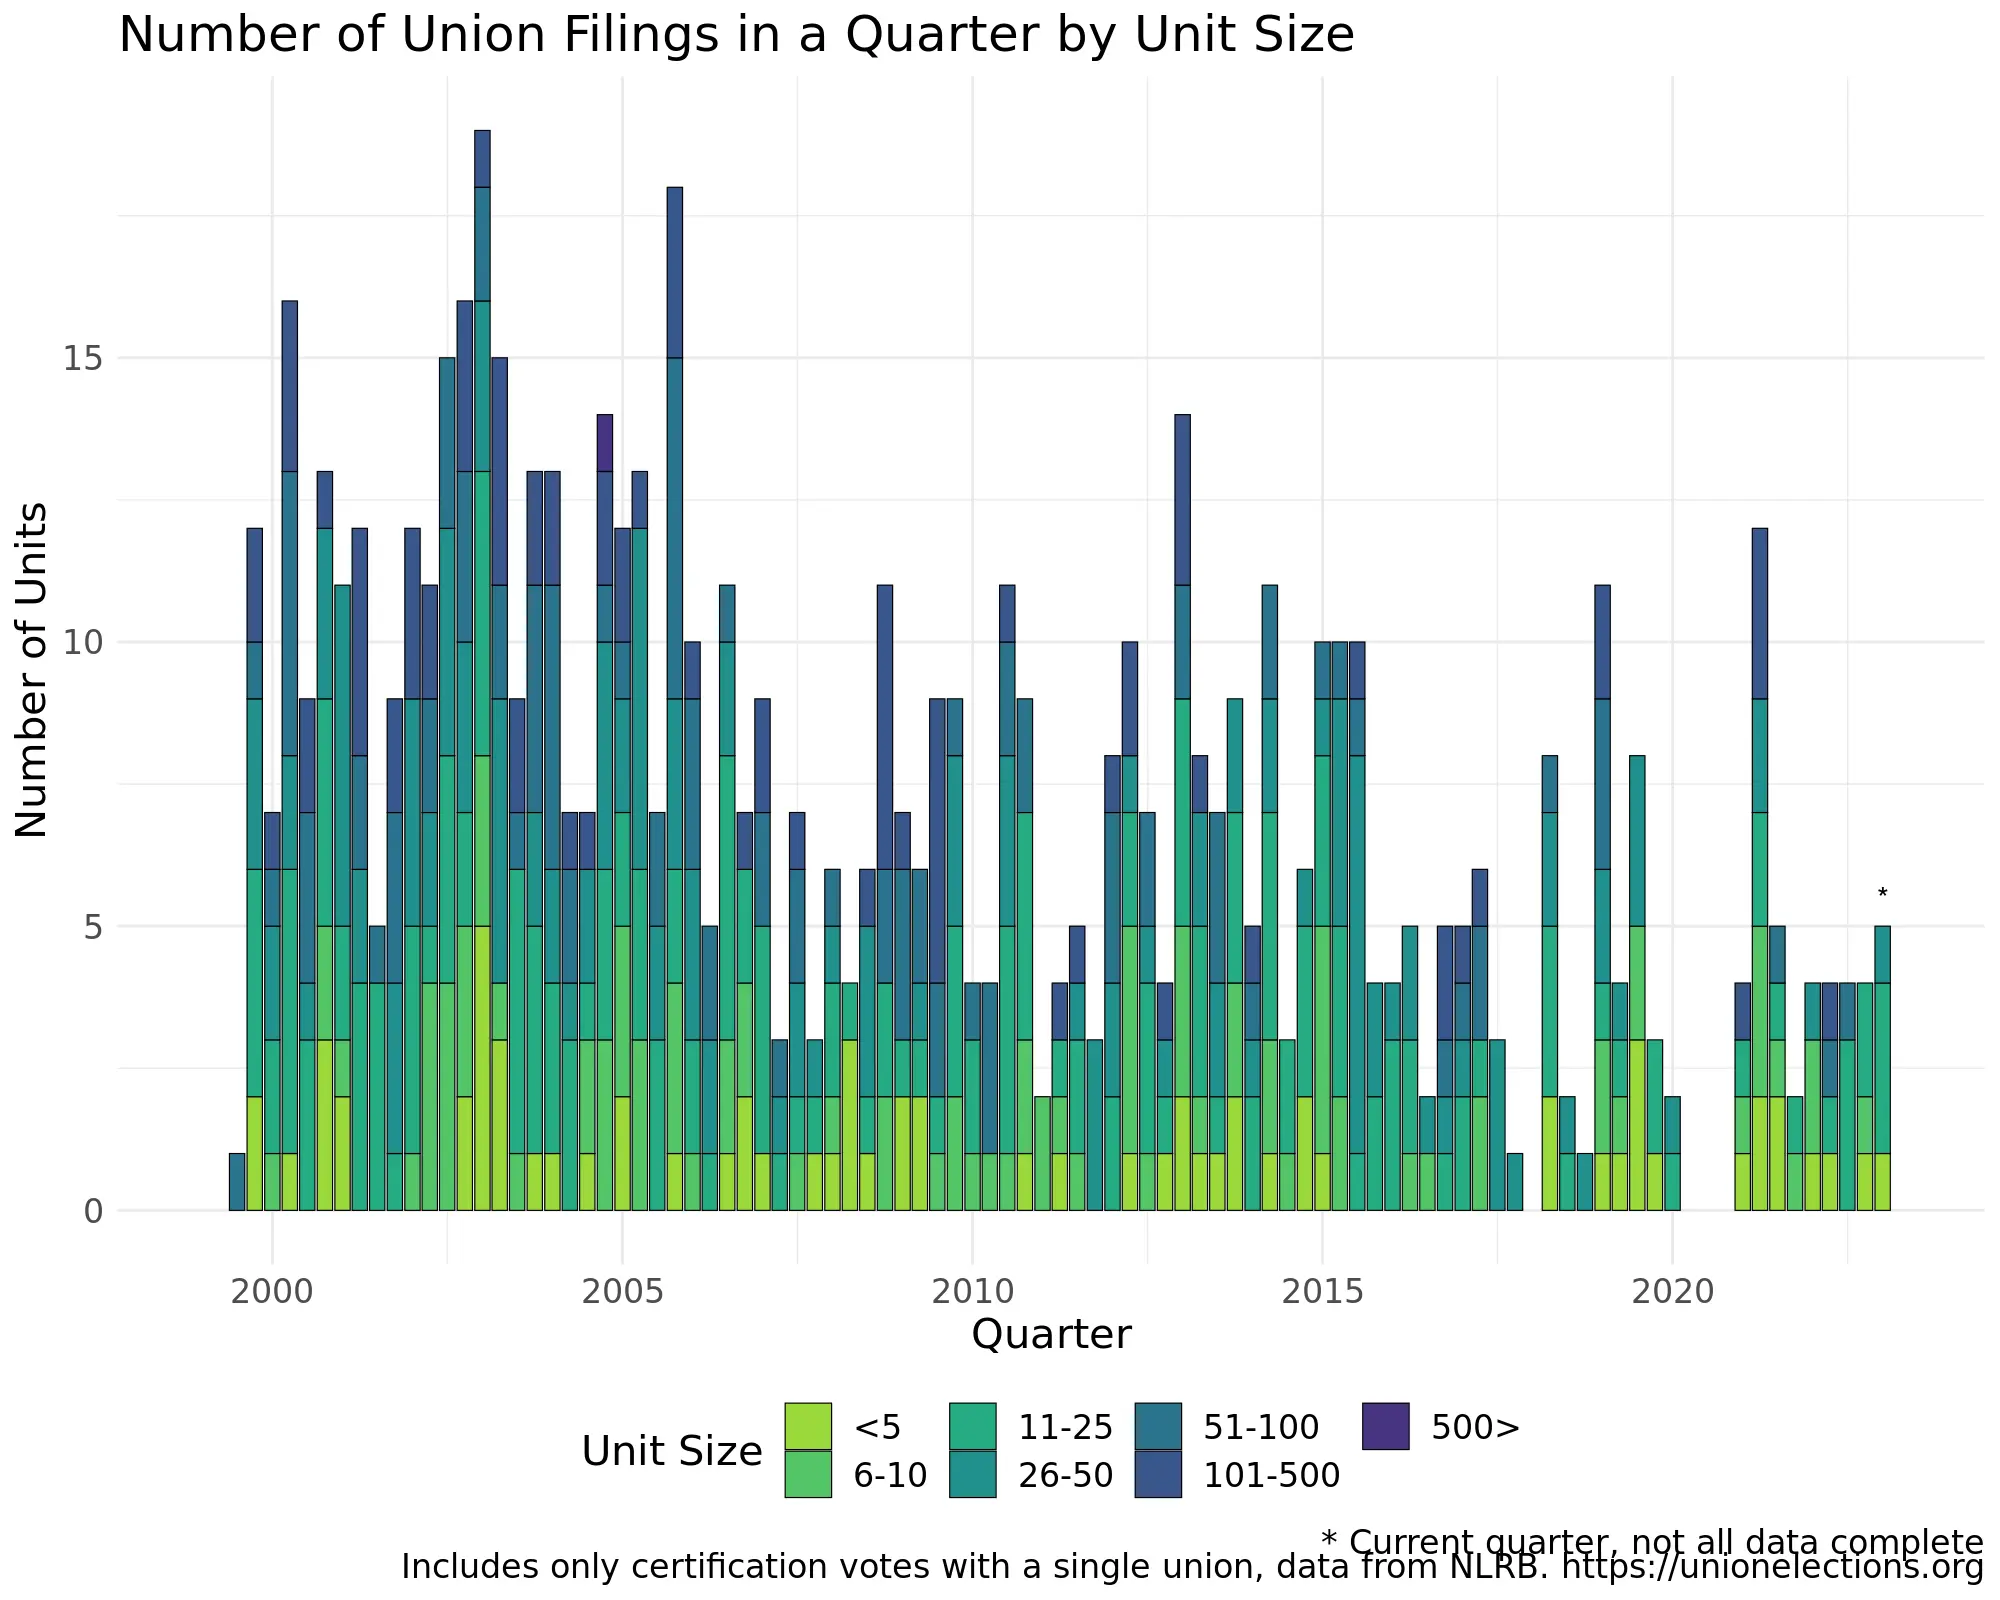 Number of Union Filings in a Quarter by Unit Size
Number of Units
15
10
5
0
*
2000 2005 2010 2015 2020
Quarter
Unit Size
<5 11-25 51-100 500>
6-10 26-50 101-500
* Current quarter, not all data complete
Includes only certification votes with a single union, data from NLRB. https://unionelections.org